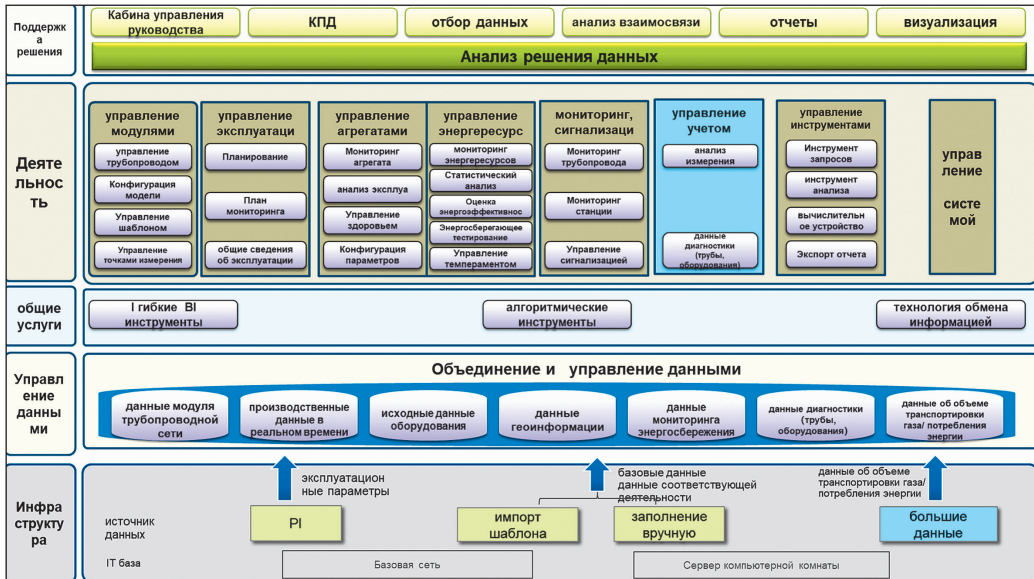 Поддержк
а
решения
Кабина управления
руководства
КПД
отбор данных
анализ взаимосвязи
отчеты
визуализация
Анализ решения данных
Деяте
льнос
ть
управление
модулями
управление
трубопроводом
Конфигурация
модели
Управление
шаблоном
Управление
точками измерения
управление
эксплуатаци
Планирование
План
мониторинга
общие сведения
об эксплуатации
управление
агрегатами
Мониторинг
агрегата
анализ эксплуа
Управление
здоровьем
Конфигурация
параметров
управление
энергересурс
мониторинг
энергересурсов
Статистический
анализ
Оценка
энергоэффективнос
Энергосберегающее
тестирование
Управление
темпераментом
мониторинг,
сигнализаци
Мониторинг
трубопровода
Мониторинг
станции
Управление
сигнализацией
управление
учетом
анализ
измерения
данные
диагностики (трубы,
оборудования)
управление
инструментами
Инструмент
запросов
инструмент
анализа
вычислительн
ое устройство
Экспорт отчета
управ
ление
систе
мой
общие
услуги
I гибкие BI
инструменты
алгоритмические
инструменты
технология обмена
информацией
Управл
ение
данны
ми
Объединение и управление данными
данные модуля
трубопроводной
сети
производственные
данные в
реальном времени
исходные данные
оборудования
данные
геоинформации
данные
мониторинга
энергосбережения
данные диагностики
(трубы,
оборудования)
данные об объеме
транспортировки
газа/ потребления
энергии
Инфра
структу
ра
эксплуатацион
ные параметры
базовые данные
данные соответствующей
деятельности
данные об объеме
транспортировки газа/
потребления энергии
источник
данных
PI
импорт
шаблона
заполнение
вручную
большие
данные
IT база
Базовая сеть
Сервер компьютерной комнаты